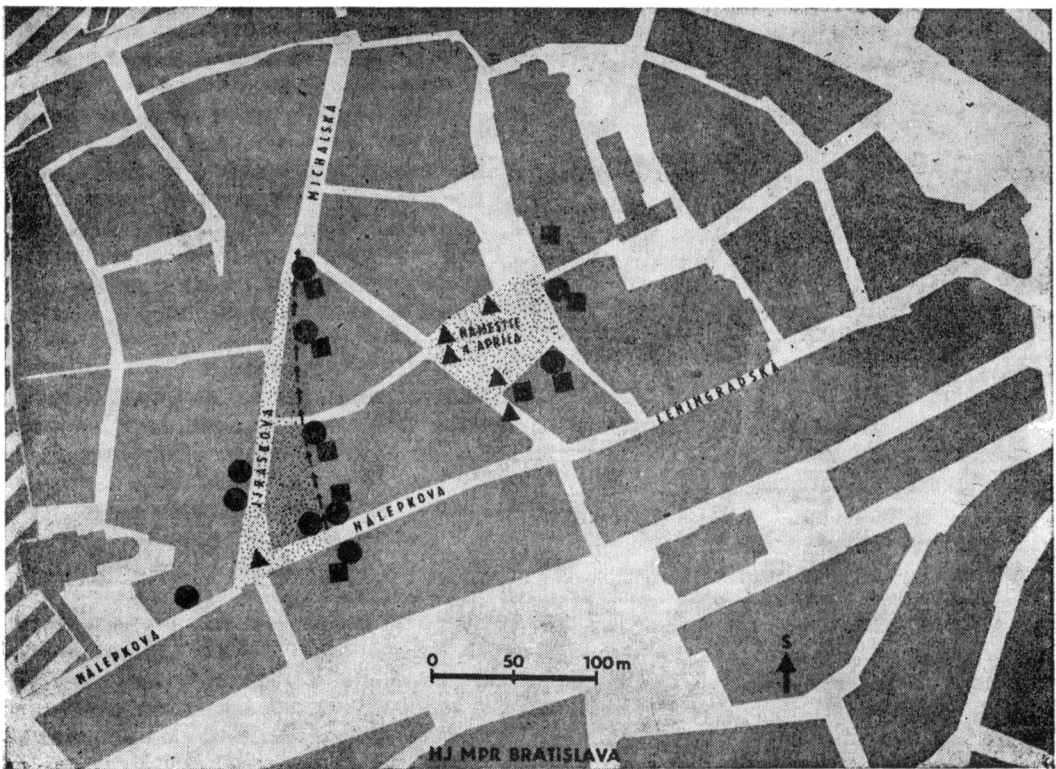 MICHALSKÁ
NÁMESTIE
4. APRÍLA
LENINGRADSKÁ
JIRÁSKOVA
NÁLEPKOVA
NÁLEPKOVA
S
0 50 100 m
HJ MPR BRATISLAVA